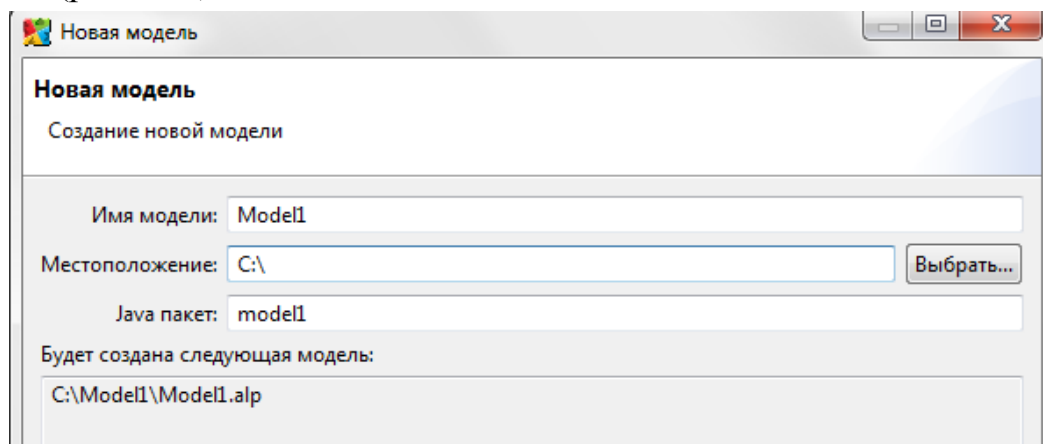 Новая модель
Новая модель
Создание новой модели
Имя модели: Model1
Местоположение: C:\ Выбрать...
Java пакет: model1
Будет создана следующая модель:
C:\Model1\Model1.alp